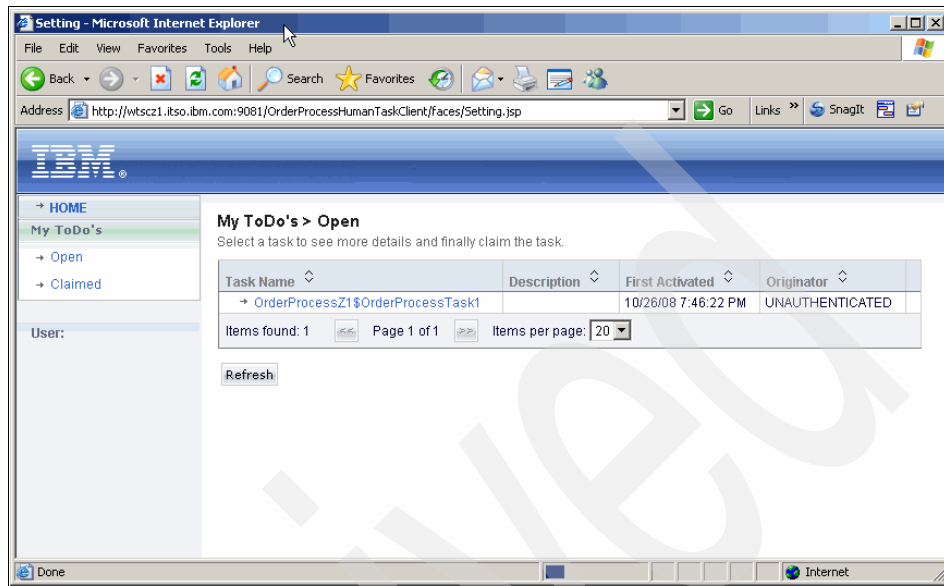 Setting - Microsoft Internet Explorer
File Edit View Favorites Tools Help
Back Search Favorites
Address http://wtscz1.itso.ibm.com:9081/OrderProcessHumanTaskClient/faces/Setting.jsp Go Links » SnagIt
IBM®
HOME
My ToDo's
Open
Claimed
User:
My ToDo's > Open
Select a task to see more details and finally claim the task.
Task Name Description First Activated Originator
OrderProcessZ1$OrderProcessTask1 10/26/08 7:46:22 PM UNAUTHENTICATED
Items found: 1 << Page 1 of 1 >> Items per page: 20
Refresh
Done Internet